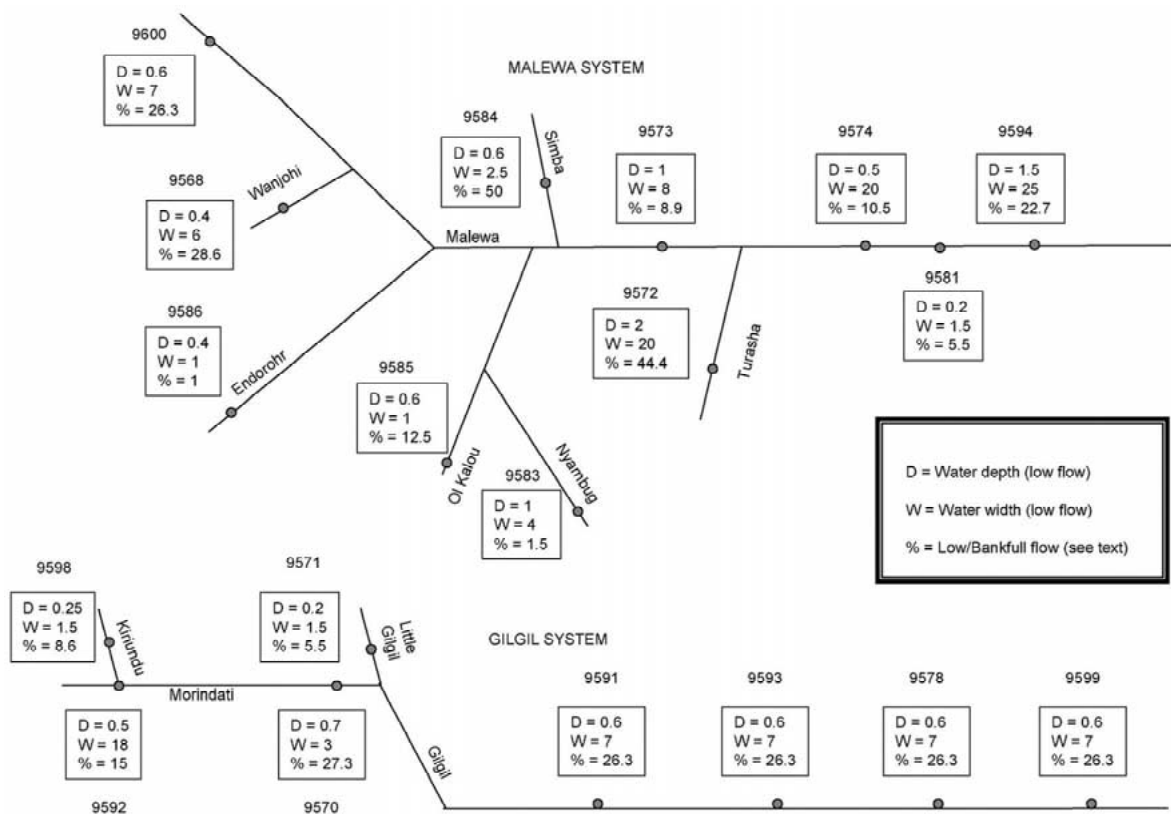 9600
D = 0.6
W = 7
% = 26.3
MALEWA SYSTEM
9584
D = 0.6
W = 2.5
% = 50
Simba
9573
D = 1
W = 8
% = 8.9
9574
D = 0.5
W = 20
% = 10.5
9594
D = 1.5
W = 25
% = 22.7
9568
D = 0.4
W = 6
% = 28.6
Wanjohi
Malewa
9586
D = 0.4
W = 1
% = 1
Endorohr
9585
D = 0.6
W = 1
% = 12.5
Ol Kalou
9583
D = 1
W = 4
% = 1.5
Nyambug
9572
D = 2
W = 20
% = 44.4
Turasha
9581
D = 0.2
W = 1.5
% = 5.5
D = Water depth (low flow)
W = Water width (low flow)
% = Low/Bankfull flow (see text)
9598
D = 0.25
W = 1.5
% = 8.6
Kiriundu
9571
D = 0.2
W = 1.5
% = 5.5
Little
Gilgil
GILGIL SYSTEM
Morindati
D = 0.5
W = 18
% = 15
9592
D = 0.7
W = 3
% = 27.3
9570
Gilgil
9591
D = 0.6
W = 7
% = 26.3
9593
D = 0.6
W = 7
% = 26.3
9578
D = 0.6
W = 7
% = 26.3
9599
D = 0.6
W = 7
% = 26.3